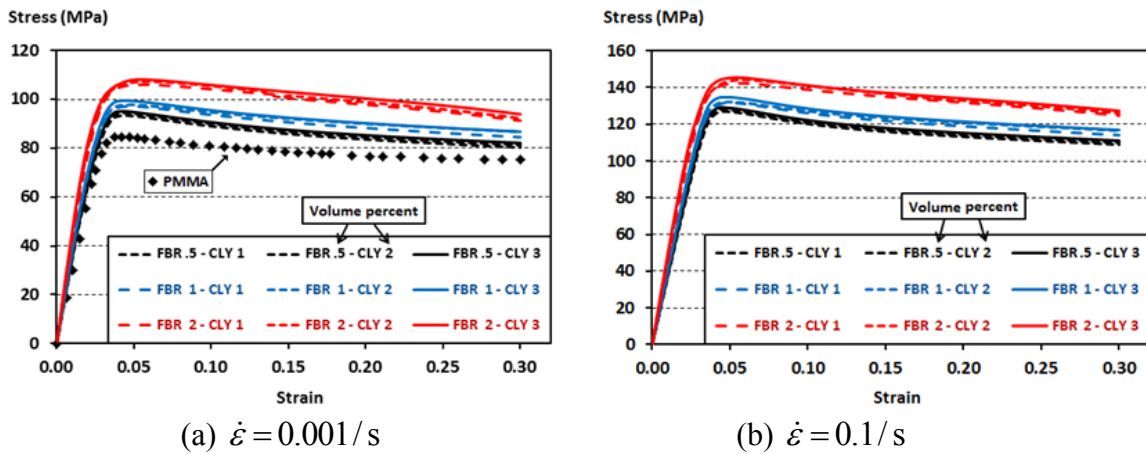 Stress (MPa)
120
100
80
60
40
20
0
PMMA
Volume percent
FBR .5 - CLY 1 FBR .5 - CLY 2 FBR .5 - CLY 3
FBR 1 - CLY 1 FBR 1 - CLY 2 FBR 1 - CLY 3
FBR 2 - CLY 1 FBR 2 - CLY 2 FBR 2 - CLY 3
0.00 0.05 0.10 0.15 0.20 0.25 0.30
Strain
(a) ε̇ = 0.001/s
Stress (MPa)
160
140
120
100
80
60
40
20
0
Volume percent
FBR .5 - CLY 1 FBR .5 - CLY 2 FBR .5 - CLY 3
FBR 1 - CLY 1 FBR 1 - CLY 2 FBR 1 - CLY 3
FBR 2 - CLY 1 FBR 2 - CLY 2 FBR 2 - CLY 3
0.00 0.05 0.10 0.15 0.20 0.25 0.30
Strain
(b) ε̇ = 0.1/s